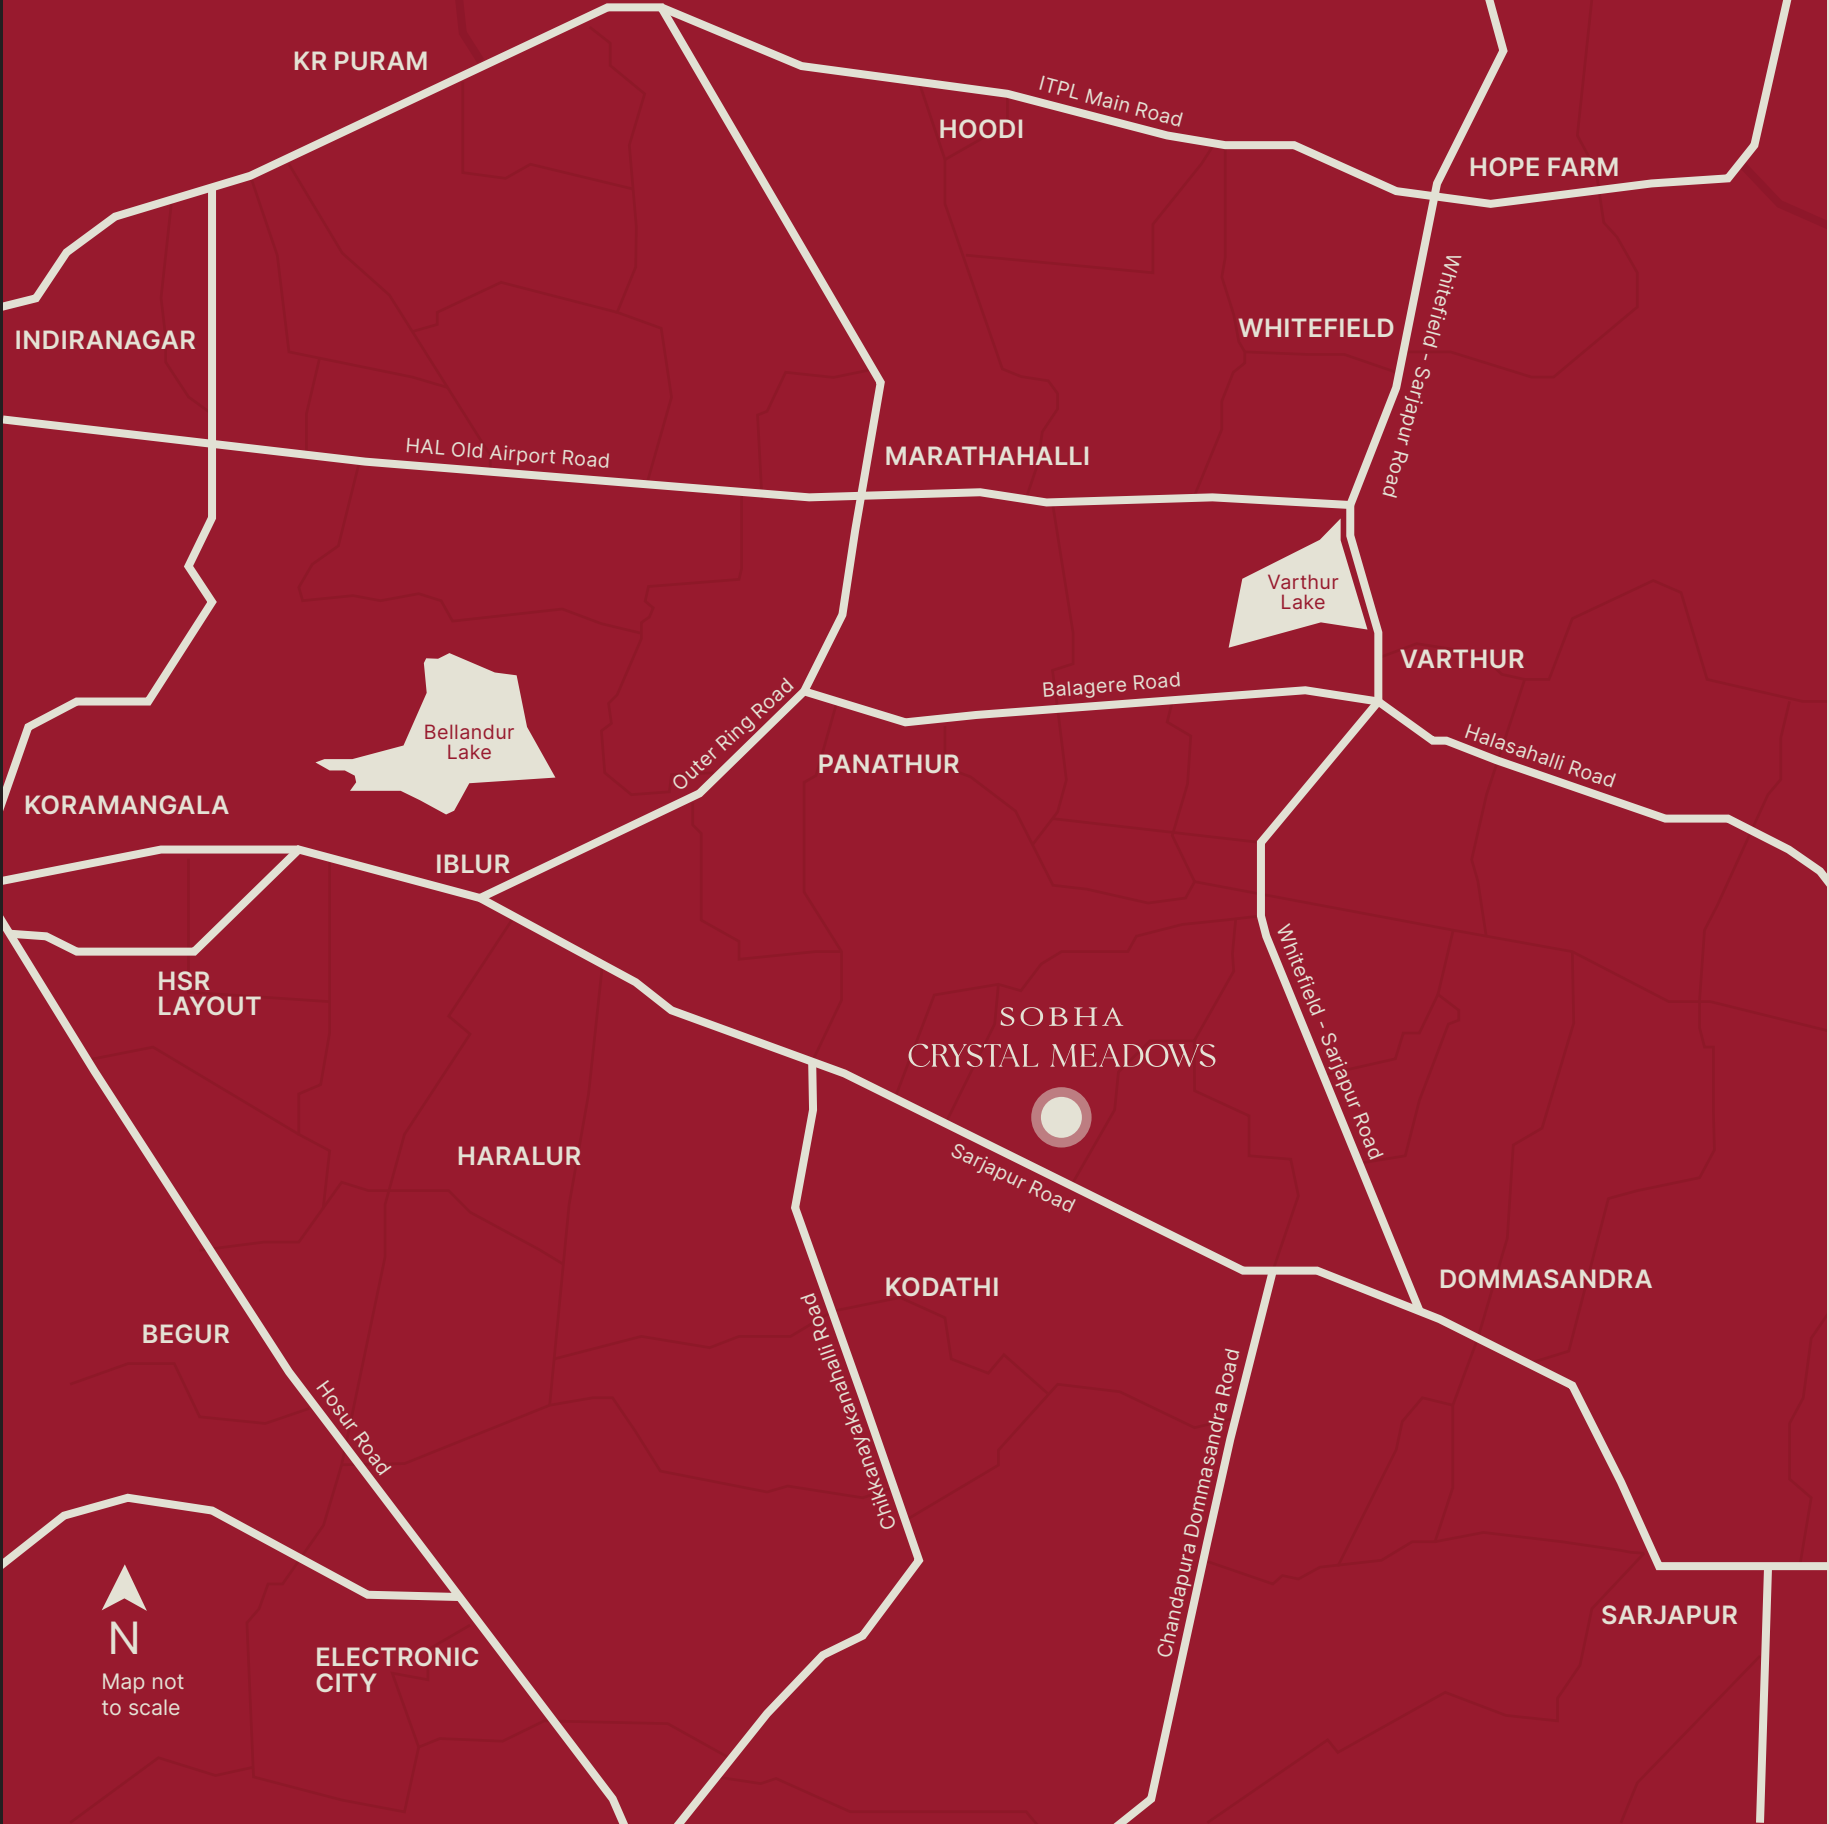 KR PURAM
ITPL Main Road
HOODI
HOPE FARM
INDIRANAGAR
WHITEFIELD
Whitefield - Sarjapur Road
HAL Old Airport Road
MARATHAHALLI
Varthur
Lake
VARTHUR
Balagere Road
Outer Ring Road
Bellandur
Lake
PANATHUR
Halasahalli Road
KORAMANGALA
IBLUR
HSR
LAYOUT
SOBHA
CRYSTAL MEADOWS
Whitefield - Sarjapur Road
HARALUR
Sarjapur Road
KODATHI
DOMMASANDRA
BEGUR
Chikkanayakanahalli Road
Hosur Road
Chandapura Dommasandra Road
N
Map not
to scale
ELECTRONIC
CITY
SARJAPUR